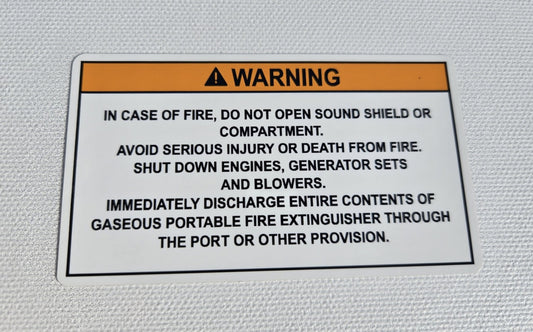 WARNING
IN CASE OF FIRE, DO NOT OPEN SOUND SHIELD OR
COMPARTMENT.
AVOID SERIOUS INJURY OR DEATH FROM FIRE.
SHUT DOWN ENGINES, GENERATOR SETS
AND BLOWERS.
IMMEDIATELY DISCHARGE ENTIRE CONTENTS OF
GASEOUS PORTABLE FIRE EXTINGUISHER THROUGH
THE PORT OR OTHER PROVISION.